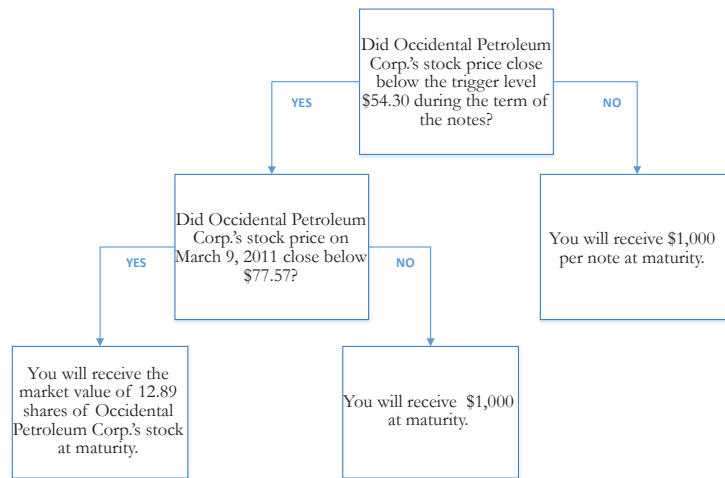 Did Occidental Petroleum
Corp.'s stock price close
below the trigger level
$54.30 during the term of
the notes?
YES
NO
Did Occidental Petroleum
Corp.'s stock price on
March 9, 2011 close below
$77.57?
You will receive $1,000
per note at maturity.
YES
NO
You will receive the
market value of 12.89
shares of Occidental
Petroleum Corp.'s stock
at maturity.
You will receive $1,000
at maturity.